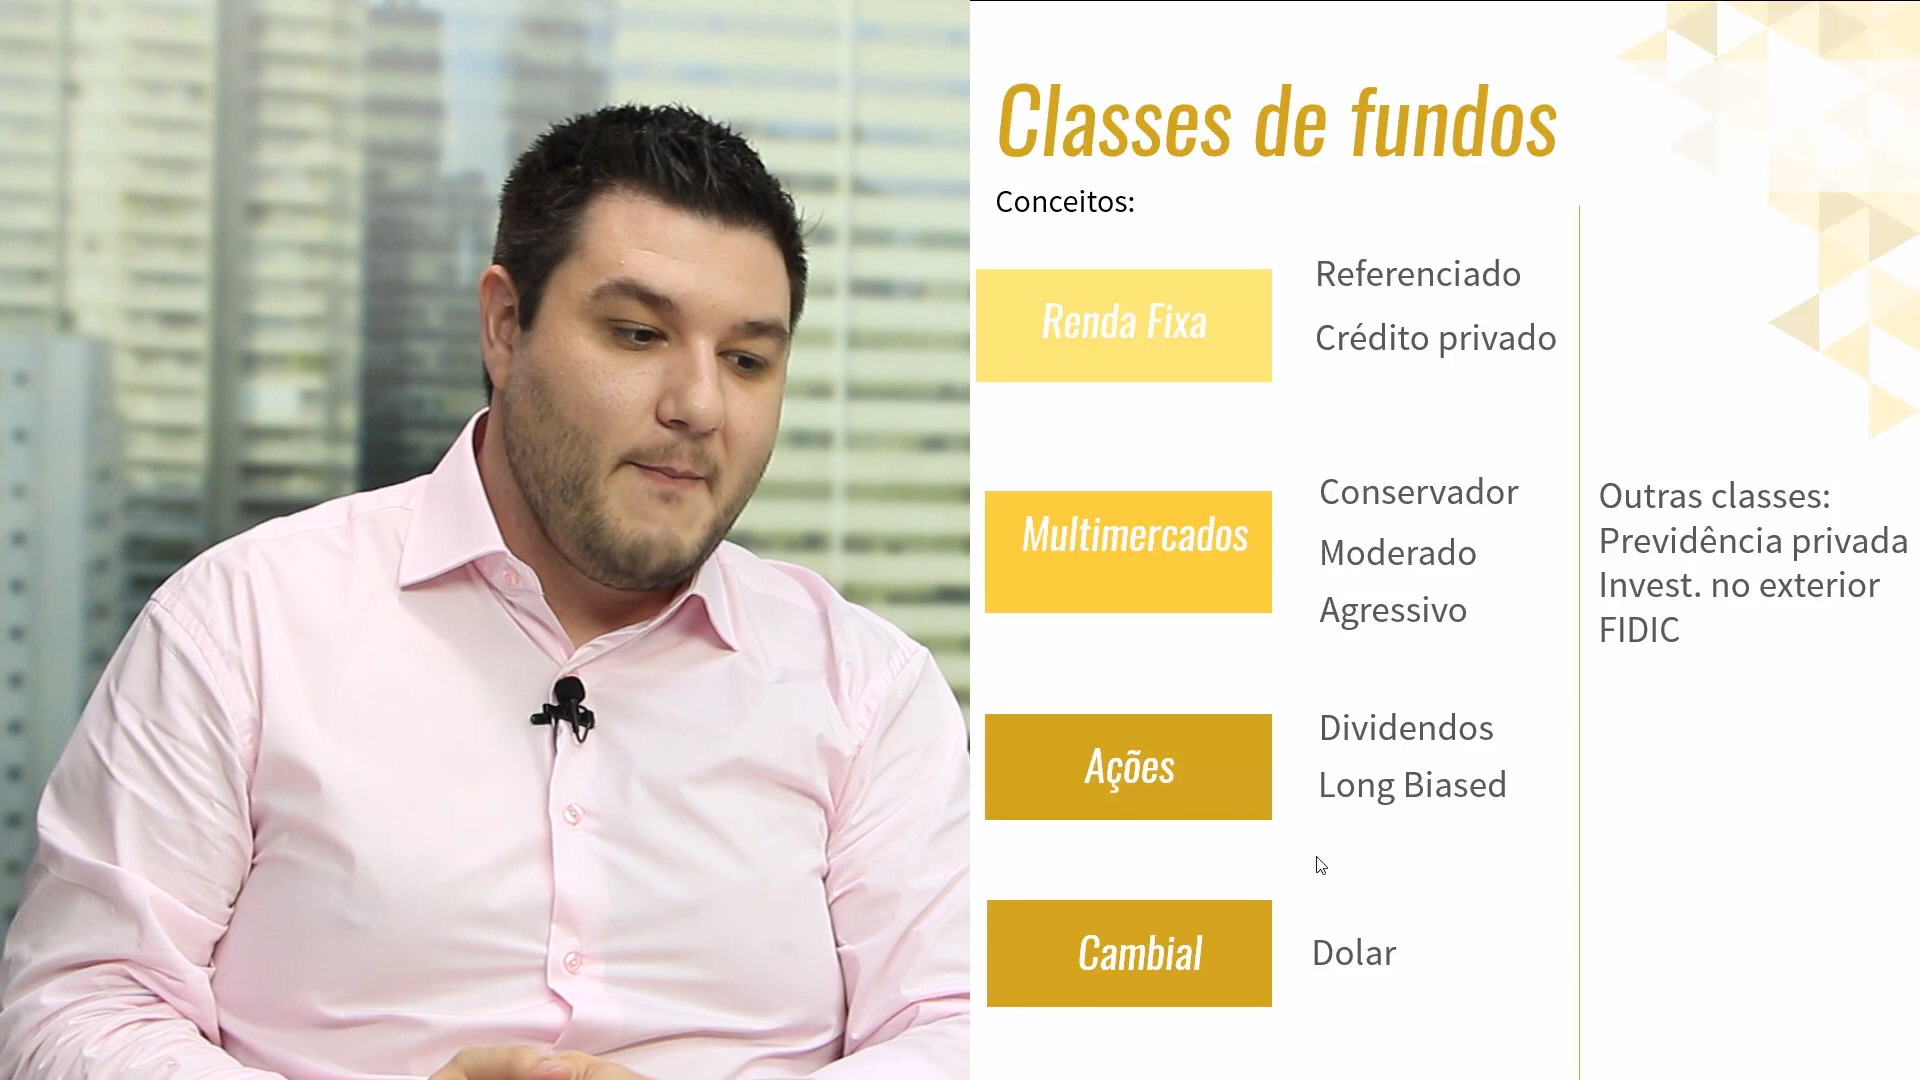 Classes de fundos
Conceitos:
Renda Fixa
Referenciado
Crédito privado
Multimercados
Conservador
Moderado
Agressivo
Ações
Dividendos
Long Biased
Cambial
Dolar
Outras classes:
Previdência privada
Invest. no exterior
FIDIC